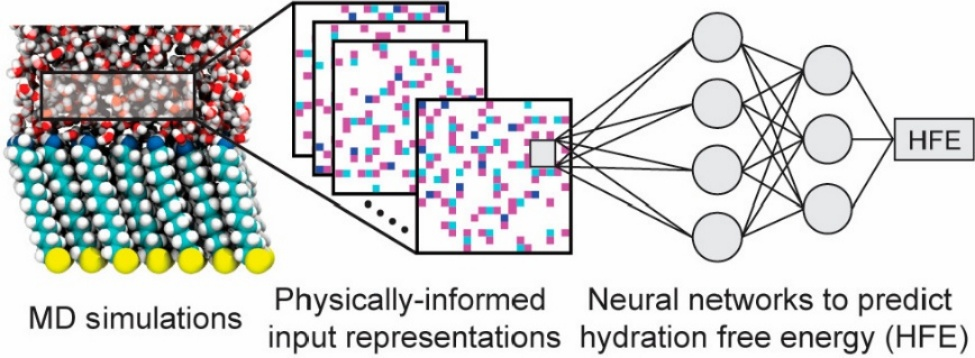 HFE
MD simulations
Physically-informed
input representations
Neural networks to predict
hydration free energy (HFE)